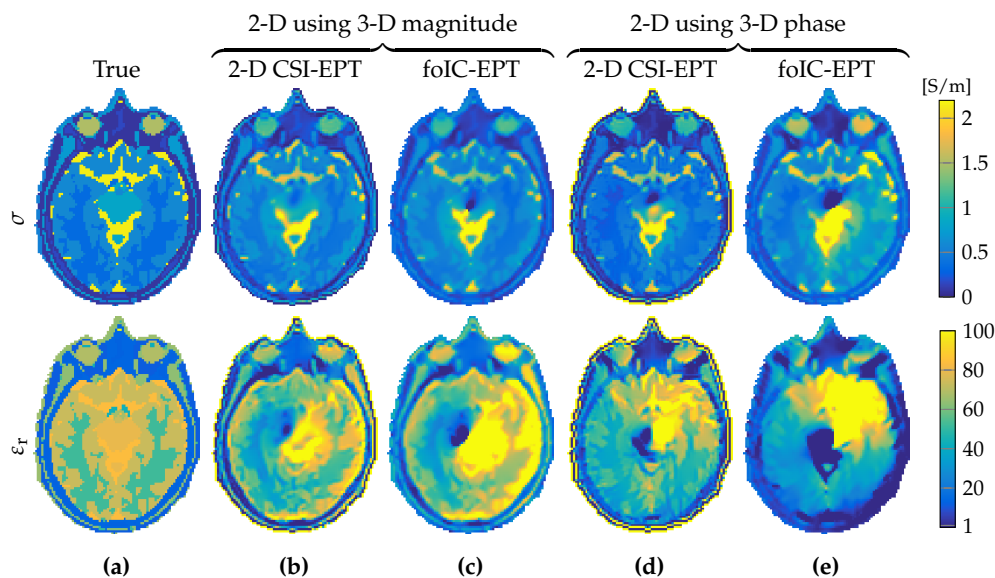 2-D using 3-D magnitude 2-D using 3-D phase
True 2-D CSI-EPT foIC-EPT 2-D CSI-EPT foIC-EPT
[S/m]
σ
2
1.5
1
0.5
0
εr
100
80
60
40
20
1
(a) (b) (c) (d) (e)